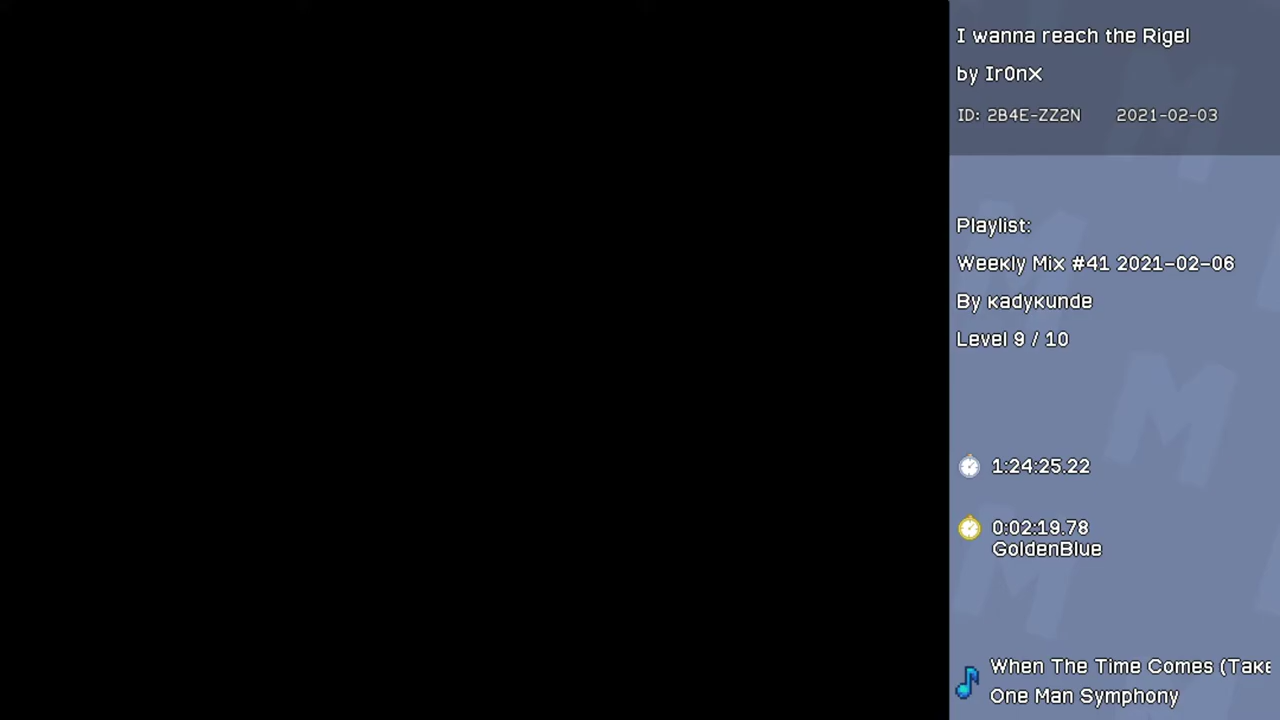 I wanna reach the Rigel
by Ir0nX
ID: 2B4E-ZZ2N 2021-02-03
Playlist:
Weekly Mix #41 2021-02-06
By kadykunde
Level 9 / 10
1:24:25.22
0:02:19.78
GoldenBlue
When The Time Comes (Take
One Man Symphony